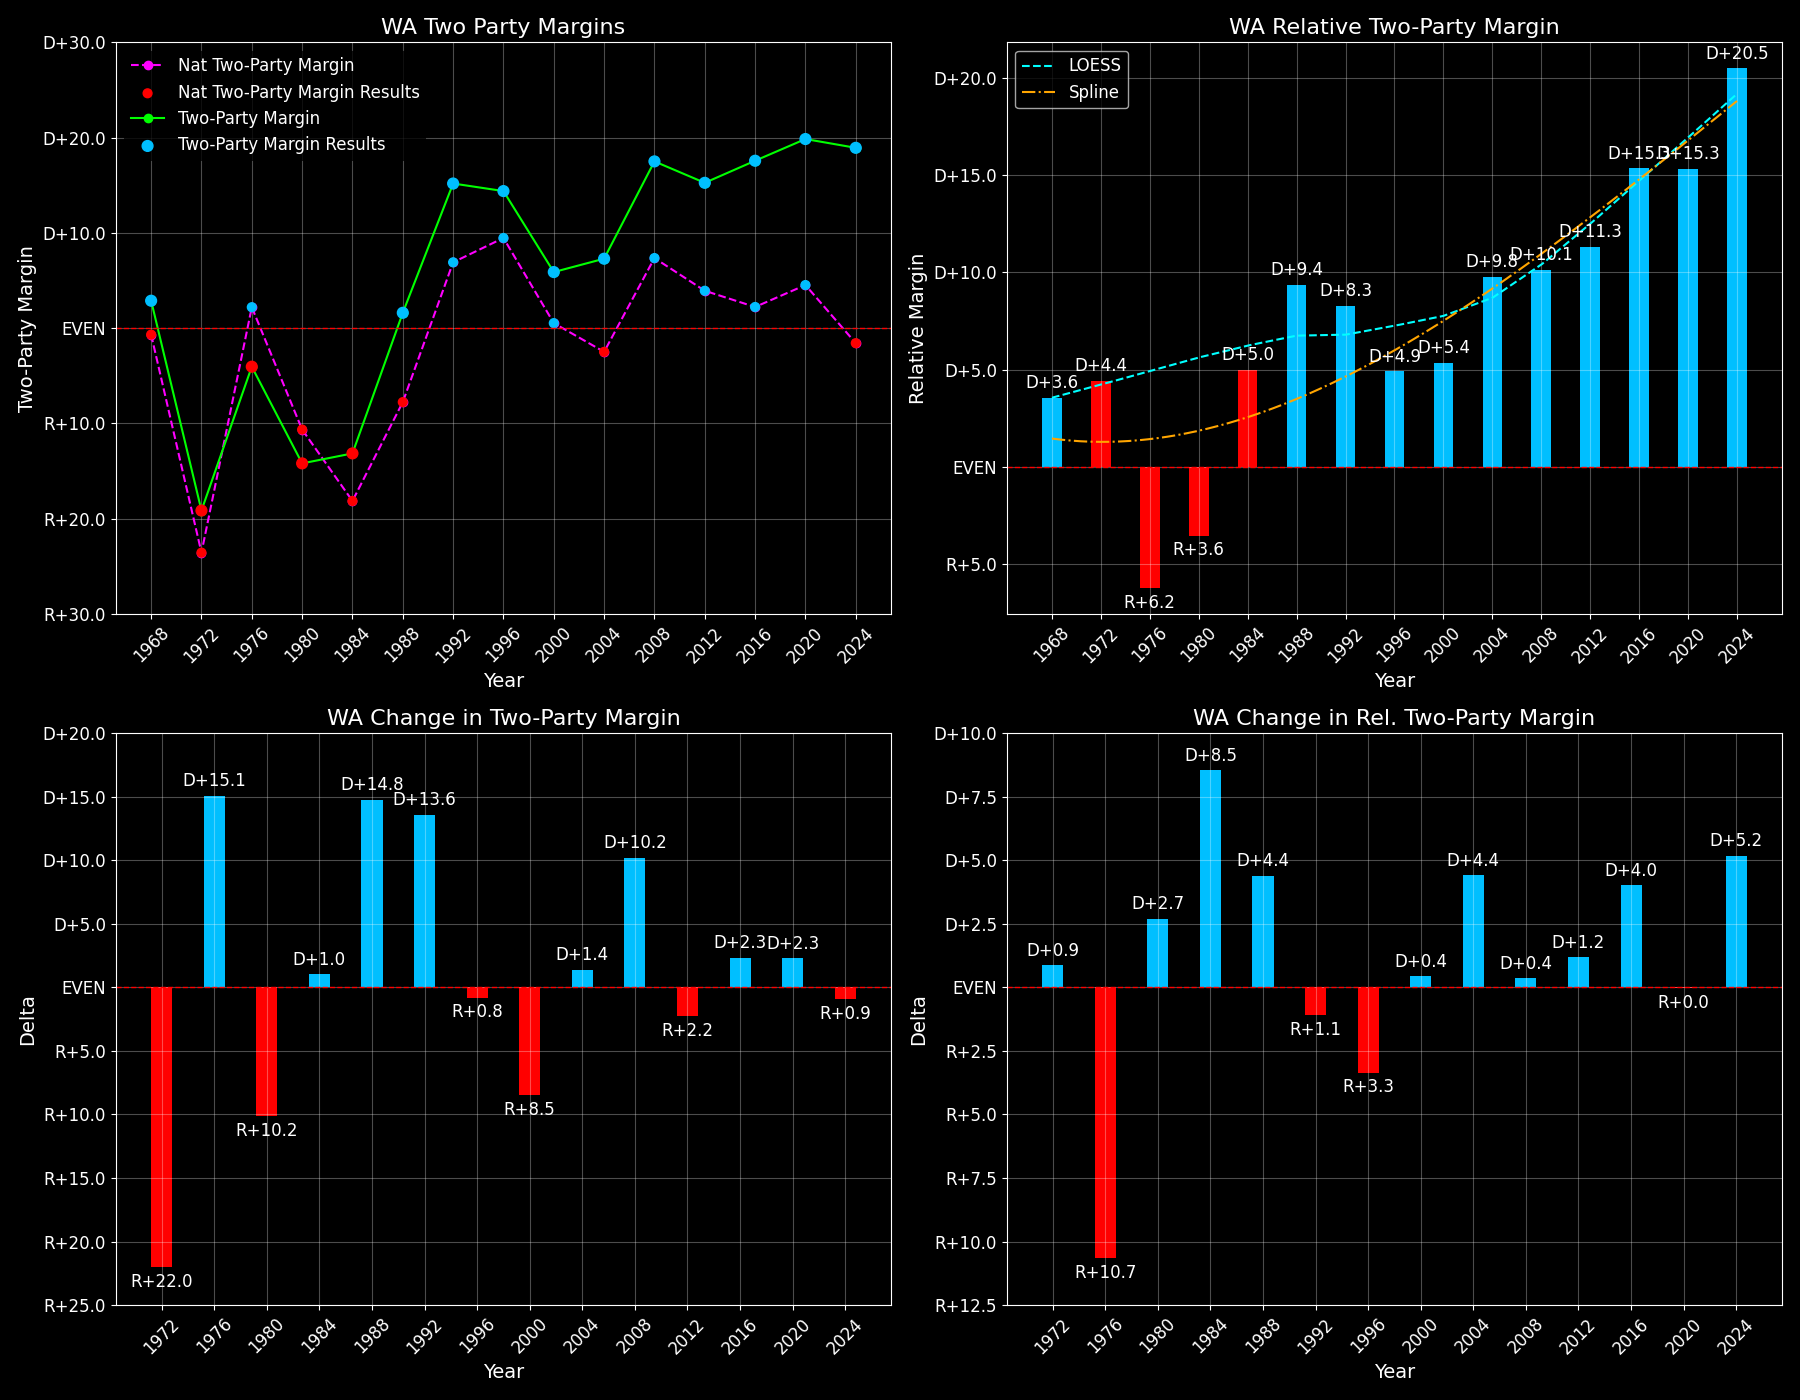 WA Two Party Margins
D+30.0
D+20.0
D+10.0
EVEN
R+10.0
R+20.0
R+30.0
Two-Party Margin
Nat Two-Party Margin
Nat Two-Party Margin Results
Two-Party Margin
Two-Party Margin Results
1968 1972 1976 1980 1984 1988 1992 1996 2000 2004 2008 2012 2016 2020 2024
Year
WA Relative Two-Party Margin
D+20.0
D+15.0
D+10.0
D+5.0
EVEN
R+5.0
Relative Margin
LOESS
Spline
D+3.6
D+4.4
R+6.2
R+3.6
D+5.0
D+9.4
D+8.3
D+4.9
D+5.4
D+9.8
D+10.1
D+11.3
D+15.3
D+15.3
D+20.5
1968 1972 1976 1980 1984 1988 1992 1996 2000 2004 2008 2012 2016 2020 2024
Year
WA Change in Two-Party Margin
D+20.0
D+15.0
D+10.0
D+5.0
EVEN
R+5.0
R+10.0
R+15.0
R+20.0
R+25.0
Delta
R+22.0
D+15.1
R+10.2
D+1.0
D+14.8
D+13.6
R+0.8
R+8.5
D+1.4
D+10.2
R+2.2
D+2.3
D+2.3
R+0.9
1972 1976 1980 1984 1988 1992 1996 2000 2004 2008 2012 2016 2020 2024
Year
WA Change in Rel. Two-Party Margin
D+10.0
D+7.5
D+5.0
D+2.5
EVEN
R+2.5
R+5.0
R+7.5
R+10.0
R+12.5
Delta
D+0.9
R+10.7
D+2.7
D+8.5
D+4.4
R+1.1
R+3.3
D+0.4
D+4.4
D+0.4
D+1.2
D+4.0
R+0.0
D+5.2
1972 1976 1980 1984 1988 1992 1996 2000 2004 2008 2012 2016 2020 2024
Year